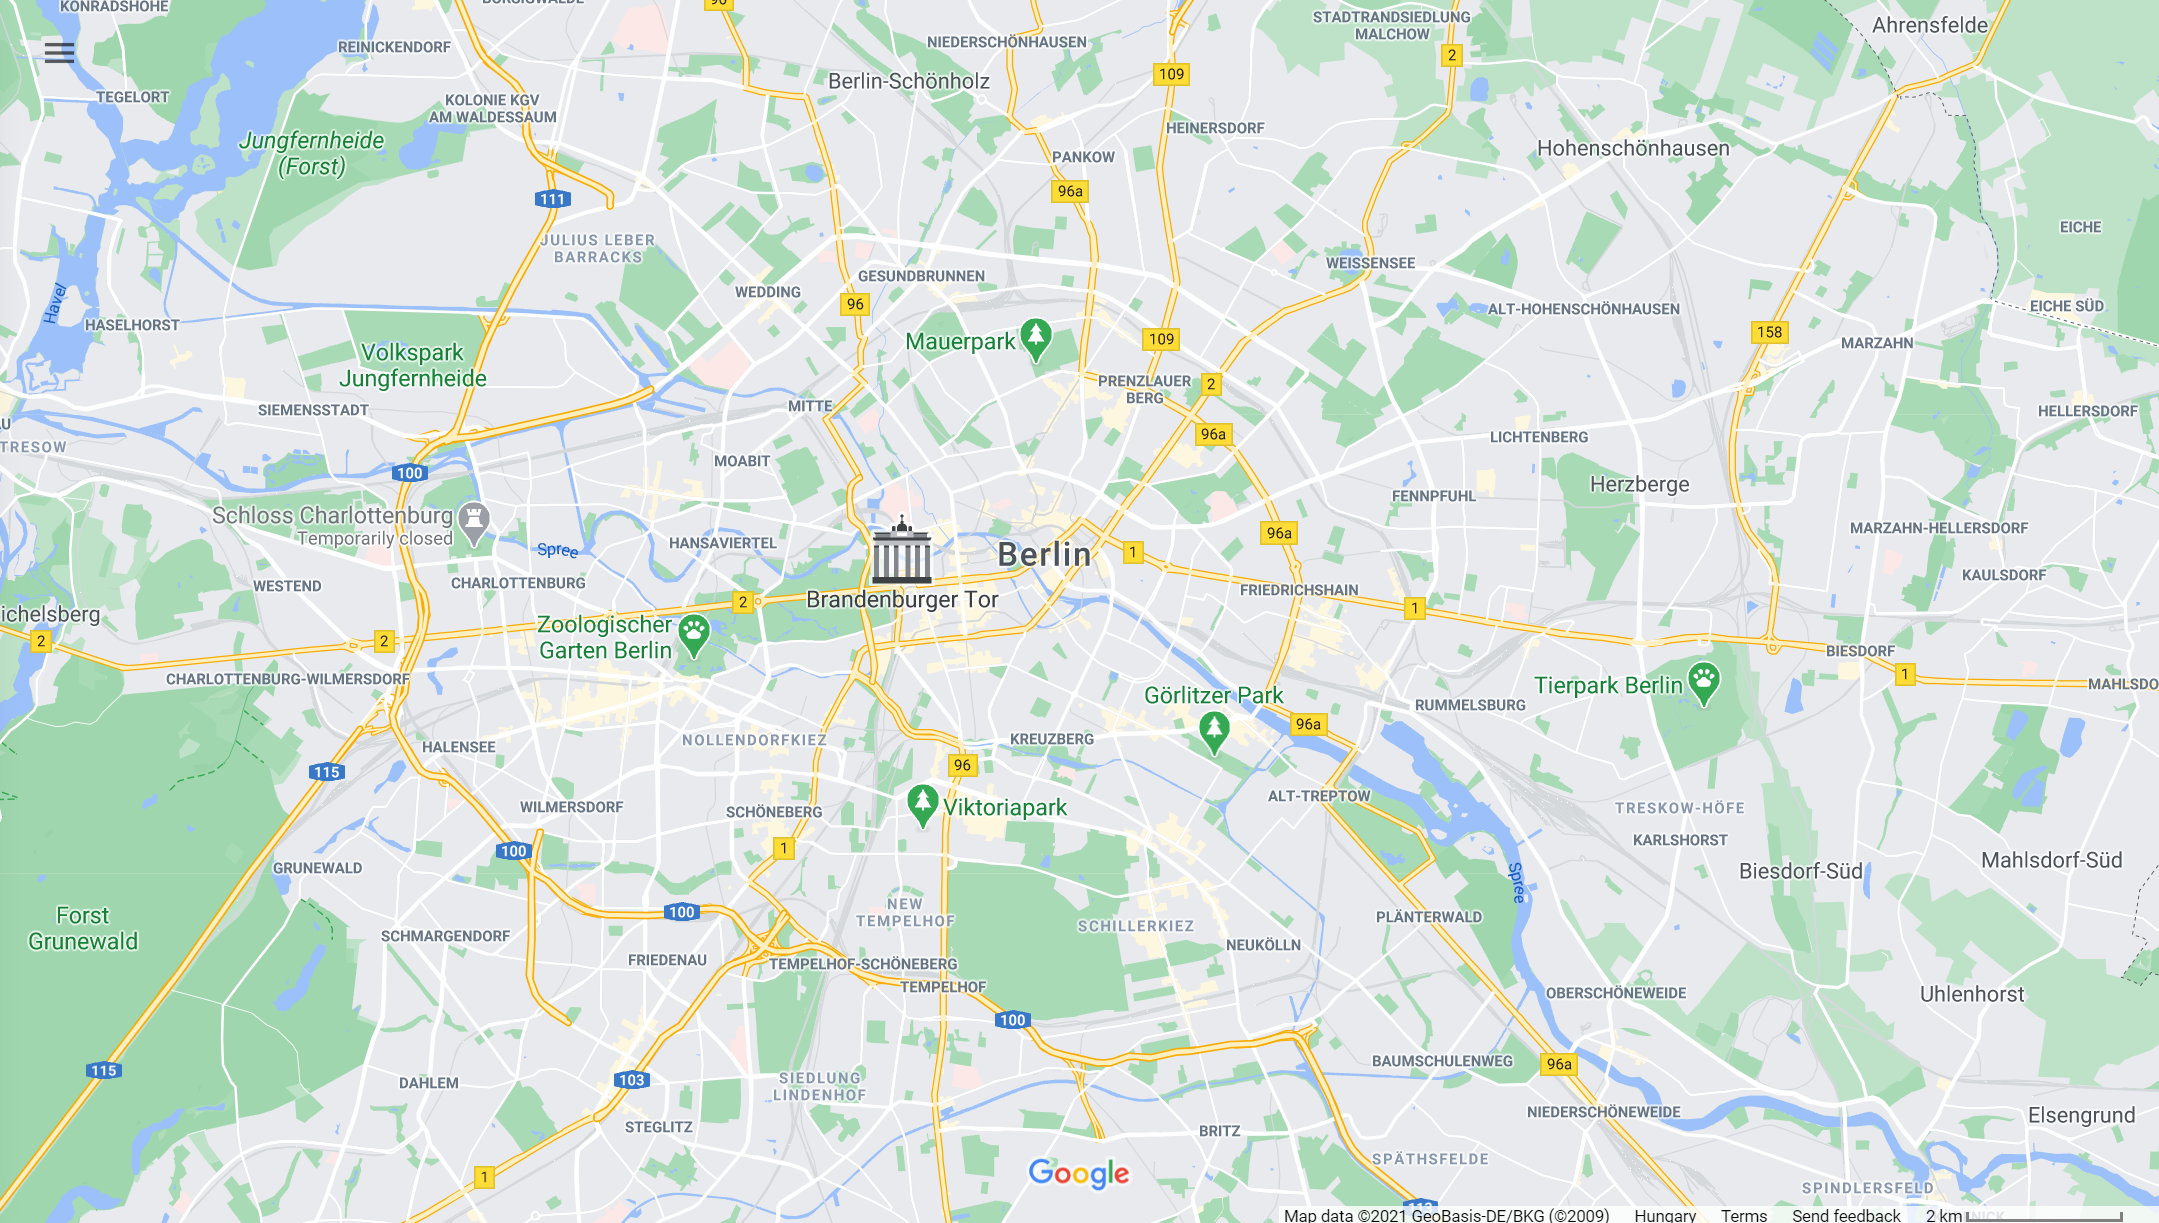 KONRADSHÖHE
BORSIGWALDE
96
REINICKENDORF
NIEDERSCHÖNHAUSEN
STADTRANDSIEDLUNG
MALCHOW
Ahrensfelde
2
109
Berlin-Schönholz
TEGELORT
KOLONIE KGV
AM WALDESSAUM
Jungfernheide
(Forst)
HEINERSDORF
Hohenschönhausen
PANKOW
96a
111
JULIUS LEBER
BARRACKS
EICHE
WEISSENSEE
GESUNDBRUNNEN
WEDDING
96
Havel
HASELHORST
ALT-HOHENSCHÖNHAUSEN
EICHE SÜD
158
MARZAHN
Mauerpark
109
Volkspark
Jungfernheide
PRENZLAUER
BERG
2
MITTE
SIEMENSSTADT
HELLERSDORF
AU
TRESOW
96a
LICHTENBERG
MOABIT
100
Herzberge
FENNPFUHL
Schloss Charlottenburg
Temporarily closed
MARZAHN-HELLERSDORF
Spree
HANSAVIERTEL
Berlin
1
96a
WESTEND
CHARLOTTENBURG
KAULSDORF
FRIEDRICHSHAIN
Brandenburger Tor
2
1
ichelsberg
2
2
Zoologischer
Garten Berlin
BIESDORF
1
CHARLOTTENBURG-WILMERSDORF
Tierpark Berlin
MAHLSDO
Görlitzer Park
RUMMELSBURG
96a
HALENSEE
NOLLENDORFKIEZ
KREUZBERG
115
96
ALT-TREPTOW
WILMERSDORF
SCHÖNEBERG
Viktoriapark
TRESKOW-HÖFE
KARLSHORST
1
100
GRUNEWALD
Spree
Biesdorf-Süd
Mahlsdorf-Süd
Forst
Grunewald
100
NEW
TEMPELHOF
SCHILLERKIEZ
PLÄNTERWALD
SCHMARGENDORF
NEUKÖLLN
FRIEDENAU
TEMPELHOF-SCHÖNEBERG
TEMPELHOF
OBERSCHÖNEWEIDE
Uhlenhorst
100
BAUMSCHULENWEG
96a
115
103
DAHLEM
SIEDLUNG
LINDENHOF
NIEDERSCHÖNEWEIDE
Elsengrund
STEGLITZ
BRITZ
SPÄTHSFELDE
1
Google
SPINDLERSFELD
Map data ©2021 GeoBasis-DE/BKG (©2009) Hungary Terms Send feedback 2 km